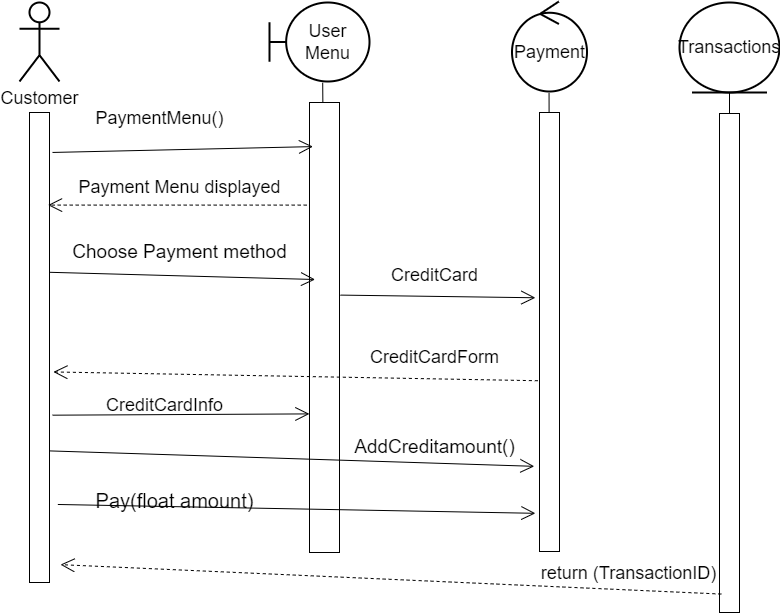 User
Menu
Payment
Transactions
Customer
PaymentMenu()
Payment Menu displayed
Choose Payment method
CreditCard
CreditCardForm
CreditCardInfo
AddCreditamount()
Pay(float amount)
return (TransactionID)